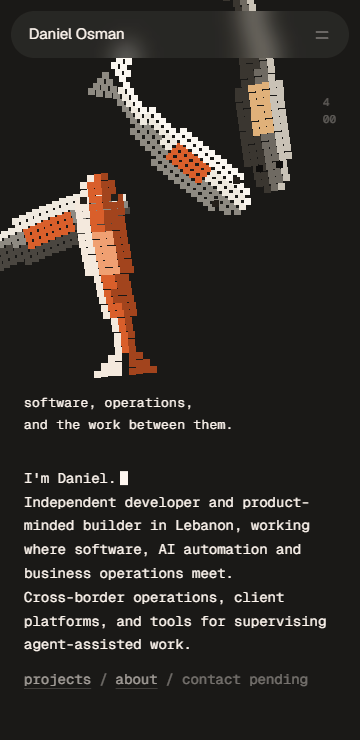 Daniel Osman
4
00
software, operations,
and the work between them.
I'm Daniel.
Independent developer and product-
minded builder in Lebanon, working
where software, AI automation and
business operations meet.
Cross-border operations, client
platforms, and tools for supervising
agent-assisted work.
projects / about / contact pending